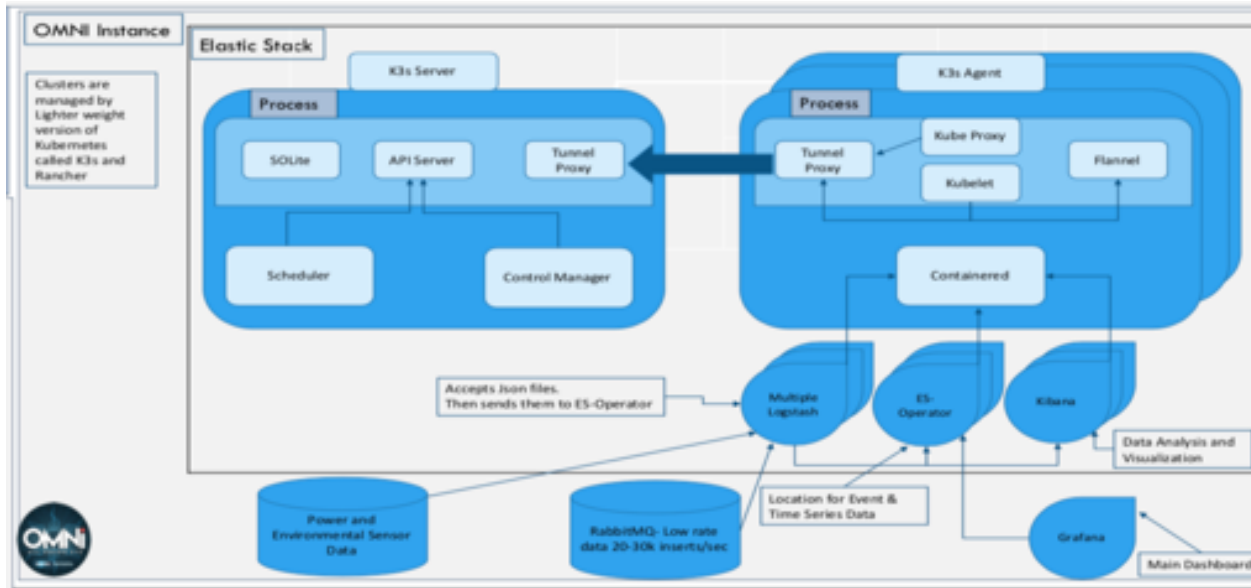 OMNI Instance
Elastic Stack
Clusters are
managed by
Lighter weight
version of
Kubernetes
called K3s and
Rancher
K3s Server
Process
SOLite
API Server
Tunnel
Proxy
Scheduler
Control Manager
K3s Agent
Process
Tunnel
Proxy
Kube Proxy
Kubelet
Flannel
Containered
Accepts Json files.
Then sends them to ES-Operator
Multiple
Logstash
ES-
Operator
Kibana
Data Analysis and
Visualization
Power and
Environmental Sensor
Data
RabbitMQ- Low rate
data 20-30k inserts/sec
Location for Event &
Time Series Data
Grafana
Main Dashboard
OMNI